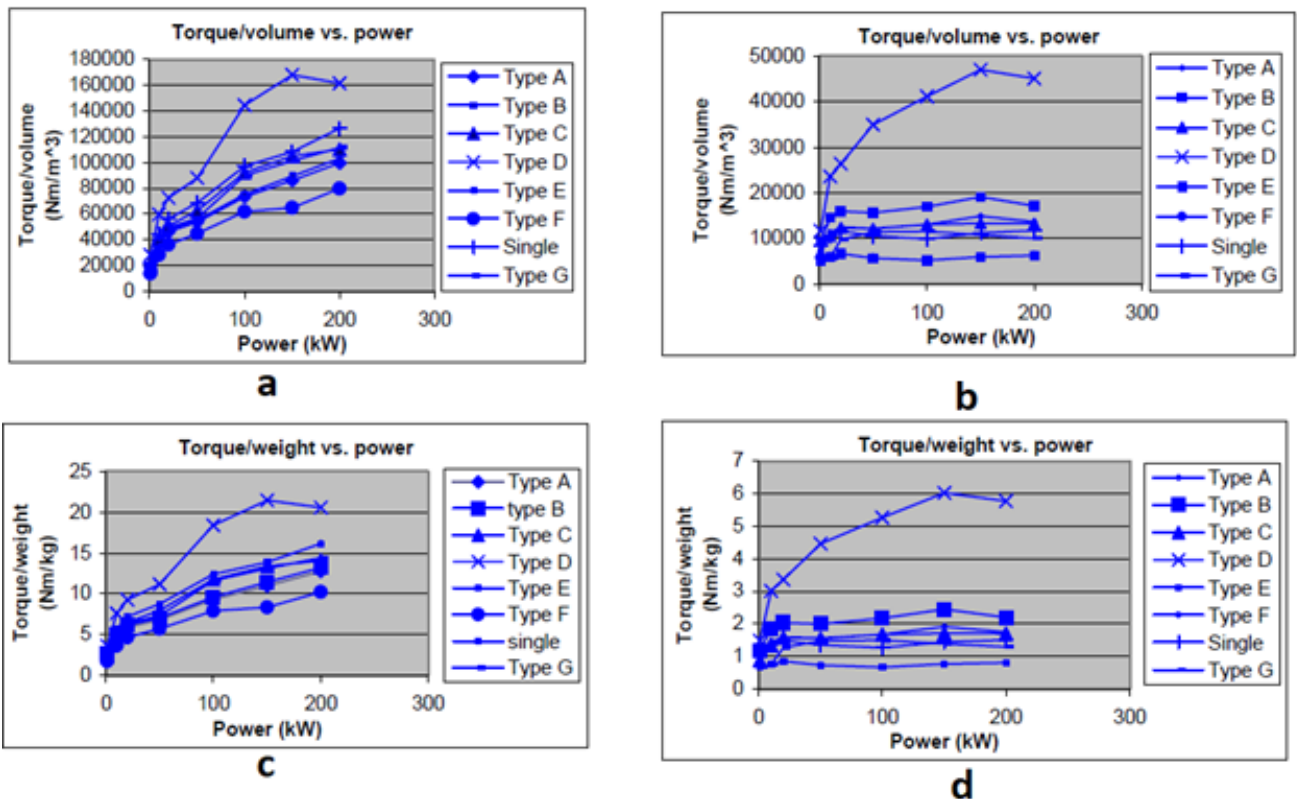 Torque/volume vs. power
Torque/volume
(Nm/m^3)
180000
160000
140000
120000
100000
80000
60000
40000
20000
0
0 100 200 300
Power (kW)
Type A
Type B
Type C
Type D
Type E
Type F
Single
Type G
a
Torque/volume vs. power
Torque/volume
(Nm/m^3)
50000
40000
30000
20000
10000
0
0 100 200 300
Power (kW)
Type A
Type B
Type C
Type D
Type E
Type F
Single
Type G
b
Torque/weight vs. power
Torque/weight
(Nm/kg)
25
20
15
10
5
0
0 100 200 300
Power (kW)
Type A
type B
Type C
Type D
Type E
Type F
single
Type G
c
Torque/weight vs. power
Torque/weight
(Nm/kg)
7
6
5
4
3
2
1
0
0 100 200 300
Power (kW)
Type A
Type B
Type C
Type D
Type E
Type F
Single
Type G
d